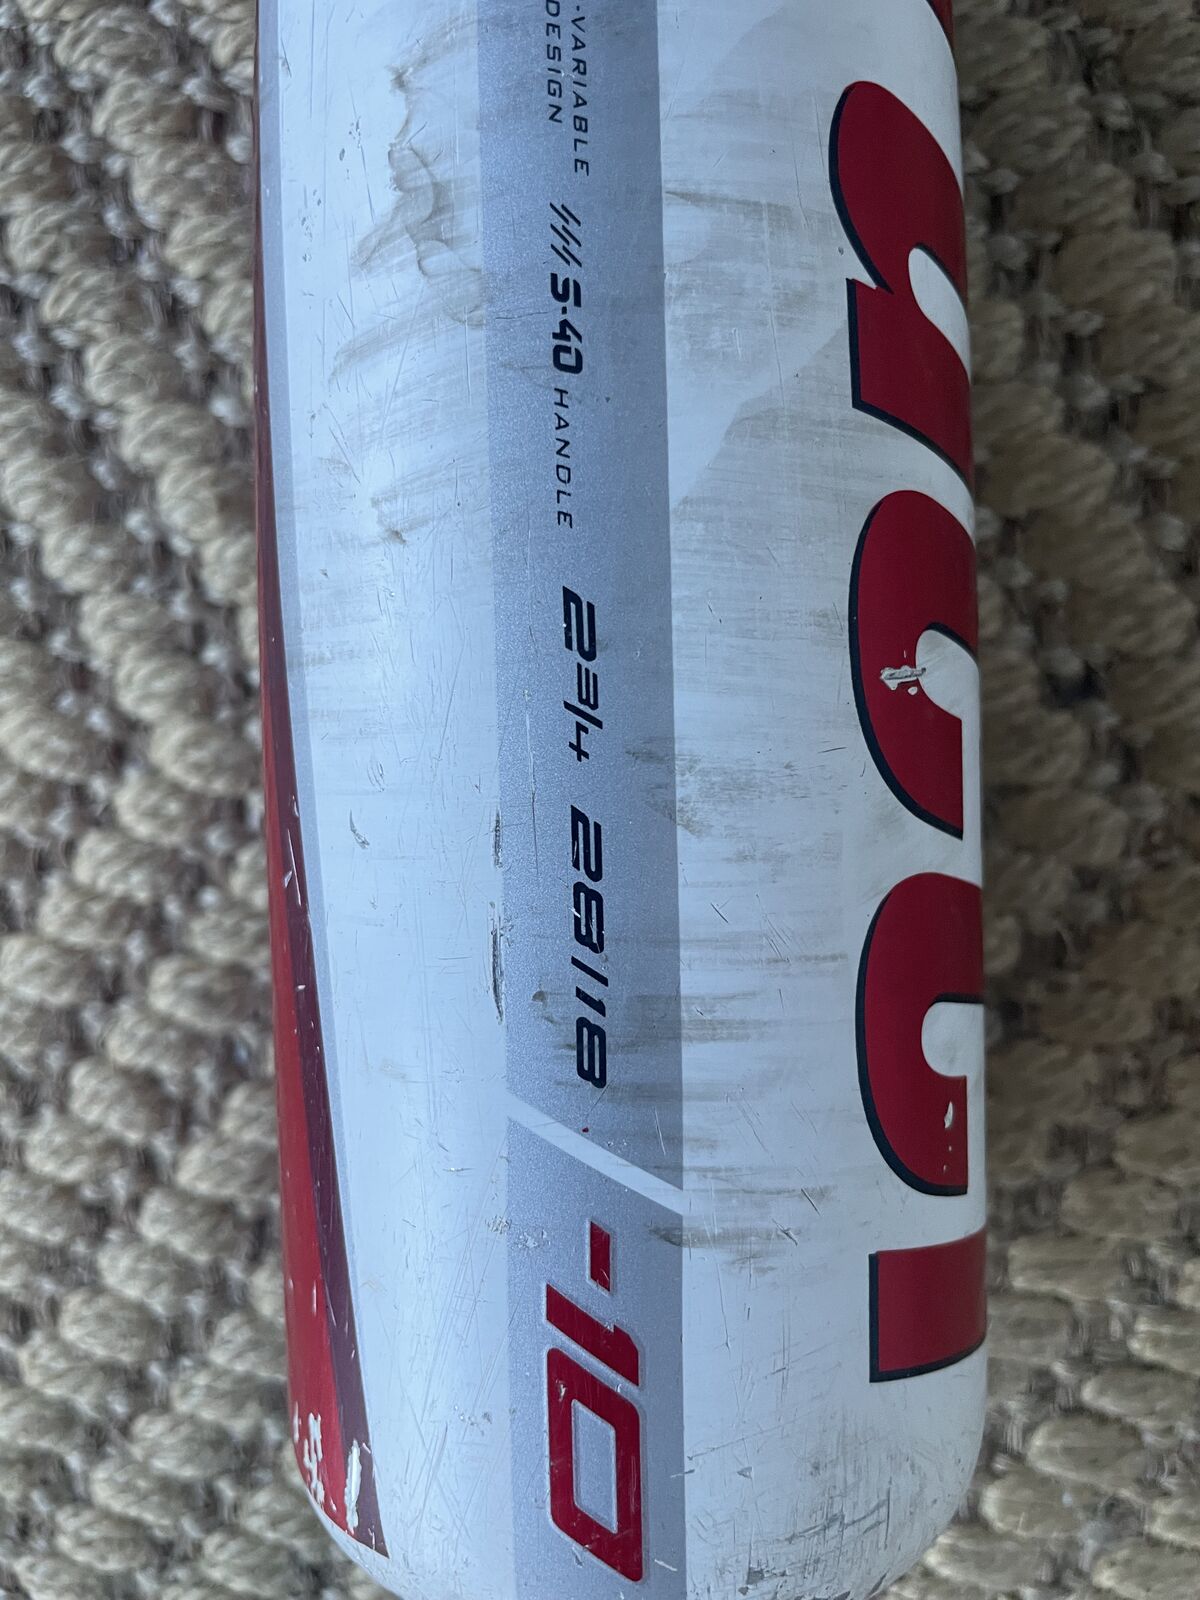 -VARIABLE
DESIGN
S-40 HANDLE
2 3/4 28/18
-10